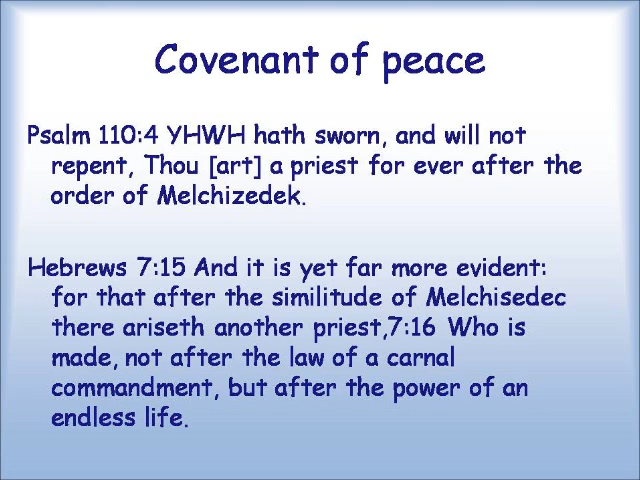 Covenant of peace
Psalm 110:4 YHWH hath sworn, and will not
repent, Thou [art] a priest for ever after the
order of Melchizedek.
Hebrews 7:15 And it is yet far more evident:
for that after the similitude of Melchisedec
there ariseth another priest,7:16 Who is
made, not after the law of a carnal
commandment, but after the power of an
endless life.